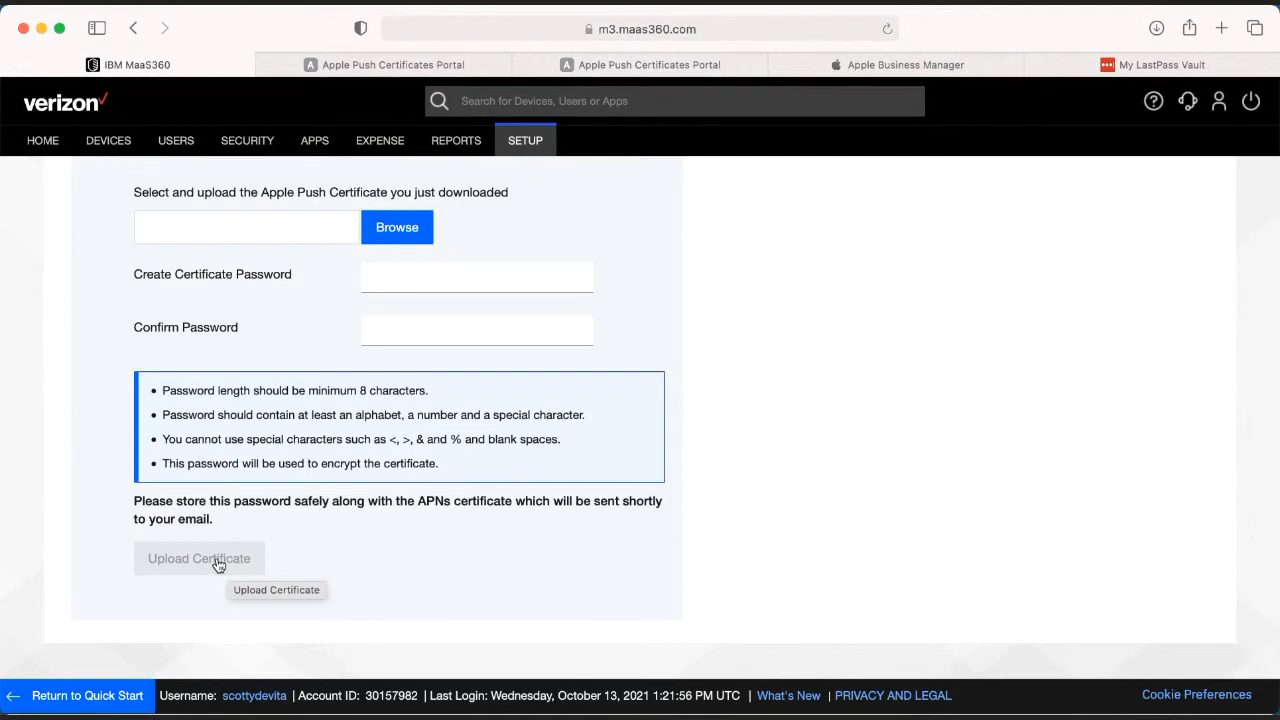 m3.maas360.com
IBM MaaS360
Apple Push Certificates Portal
Apple Push Certificates Portal
Apple Business Manager
My LastPass Vault
verizon✓
Search for Devices, Users or Apps
HOME DEVICES USERS SECURITY APPS EXPENSE REPORTS SETUP
Select and upload the Apple Push Certificate you just downloaded
Browse
Create Certificate Password
Confirm Password
• Password length should be minimum 8 characters.
• Password should contain at least an alphabet, a number and a special character.
• You cannot use special characters such as <, >, & and % and blank spaces.
• This password will be used to encrypt the certificate.
Please store this password safely along with the APNs certificate which will be sent shortly
to your email.
Upload Certificate
Upload Certificate
Return to Quick Start Username: scottydevita | Account ID: 30157982 | Last Login: Wednesday, October 13, 2021 1:21:56 PM UTC | What's New | PRIVACY AND LEGAL Cookie Preferences